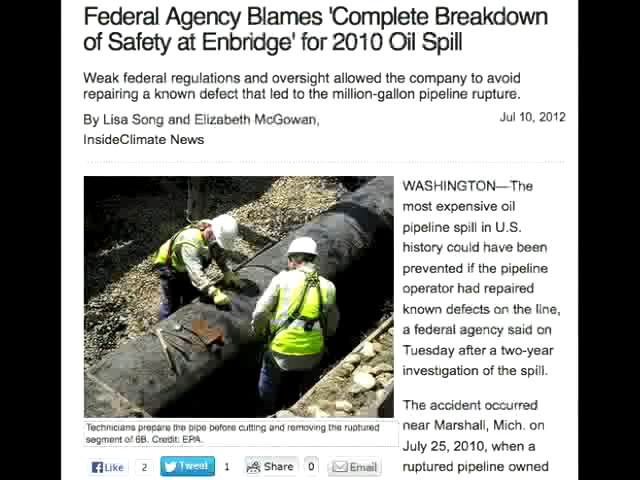 Federal Agency Blames 'Complete Breakdown
of Safety at Enbridge' for 2010 Oil Spill
Weak federal regulations and oversight allowed the company to avoid
repairing a known defect that led to the million-gallon pipeline rupture.
By Lisa Song and Elizabeth McGowan,
InsideClimate News
Jul 10, 2012
WASHINGTON—The
most expensive oil
pipeline spill in U.S.
history could have been
prevented if the pipeline
operator had repaired
known defects on the line,
a federal agency said on
Tuesday after a two-year
investigation of the spill.
The accident occurred
near Marshall, Mich. on
July 25, 2010, when a
ruptured pipeline owned
Technicians prepare the pipe before cutting and removing the ruptured
segment of 6B. Credit: EPA.
Like 2 Tweet 1 Share 0 Email